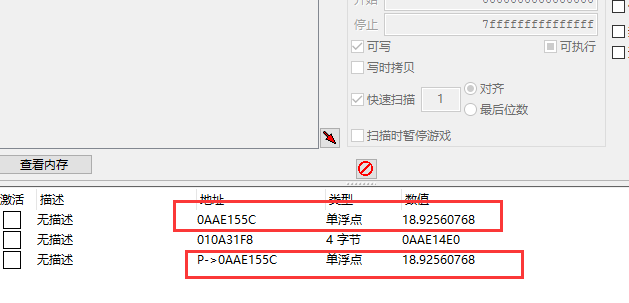 开始
停止 7fffffffffffffff
可写 可执行
写时拷贝
快速扫描 1 对齐
最后位数
扫描时暂停游戏
查看内存
激活 描述 地址 类型 数值
无描述 0AAE155C 单浮点 18.92560768
无描述 010A31F8 4 字节 0AAE14E0
无描述 P->0AAE155C 单浮点 18.92560768